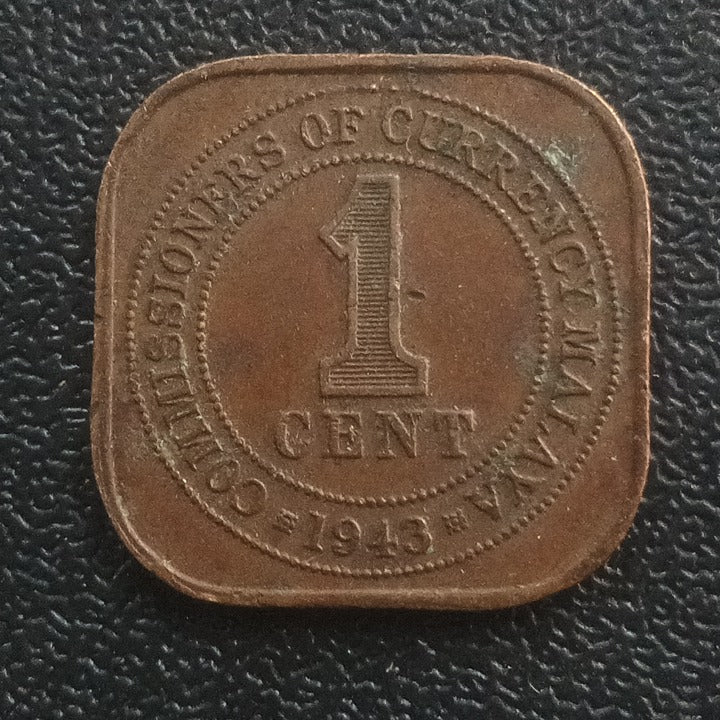 COMMISSIONERS OF CURRENCY MALAYA
1
CENT
1943